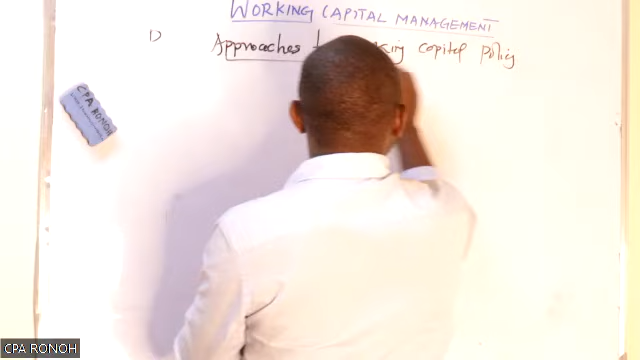 WORKING CAPITAL MANAGEMENT
1) Approaches capital policy
CPA RONOH
CPA RONOH